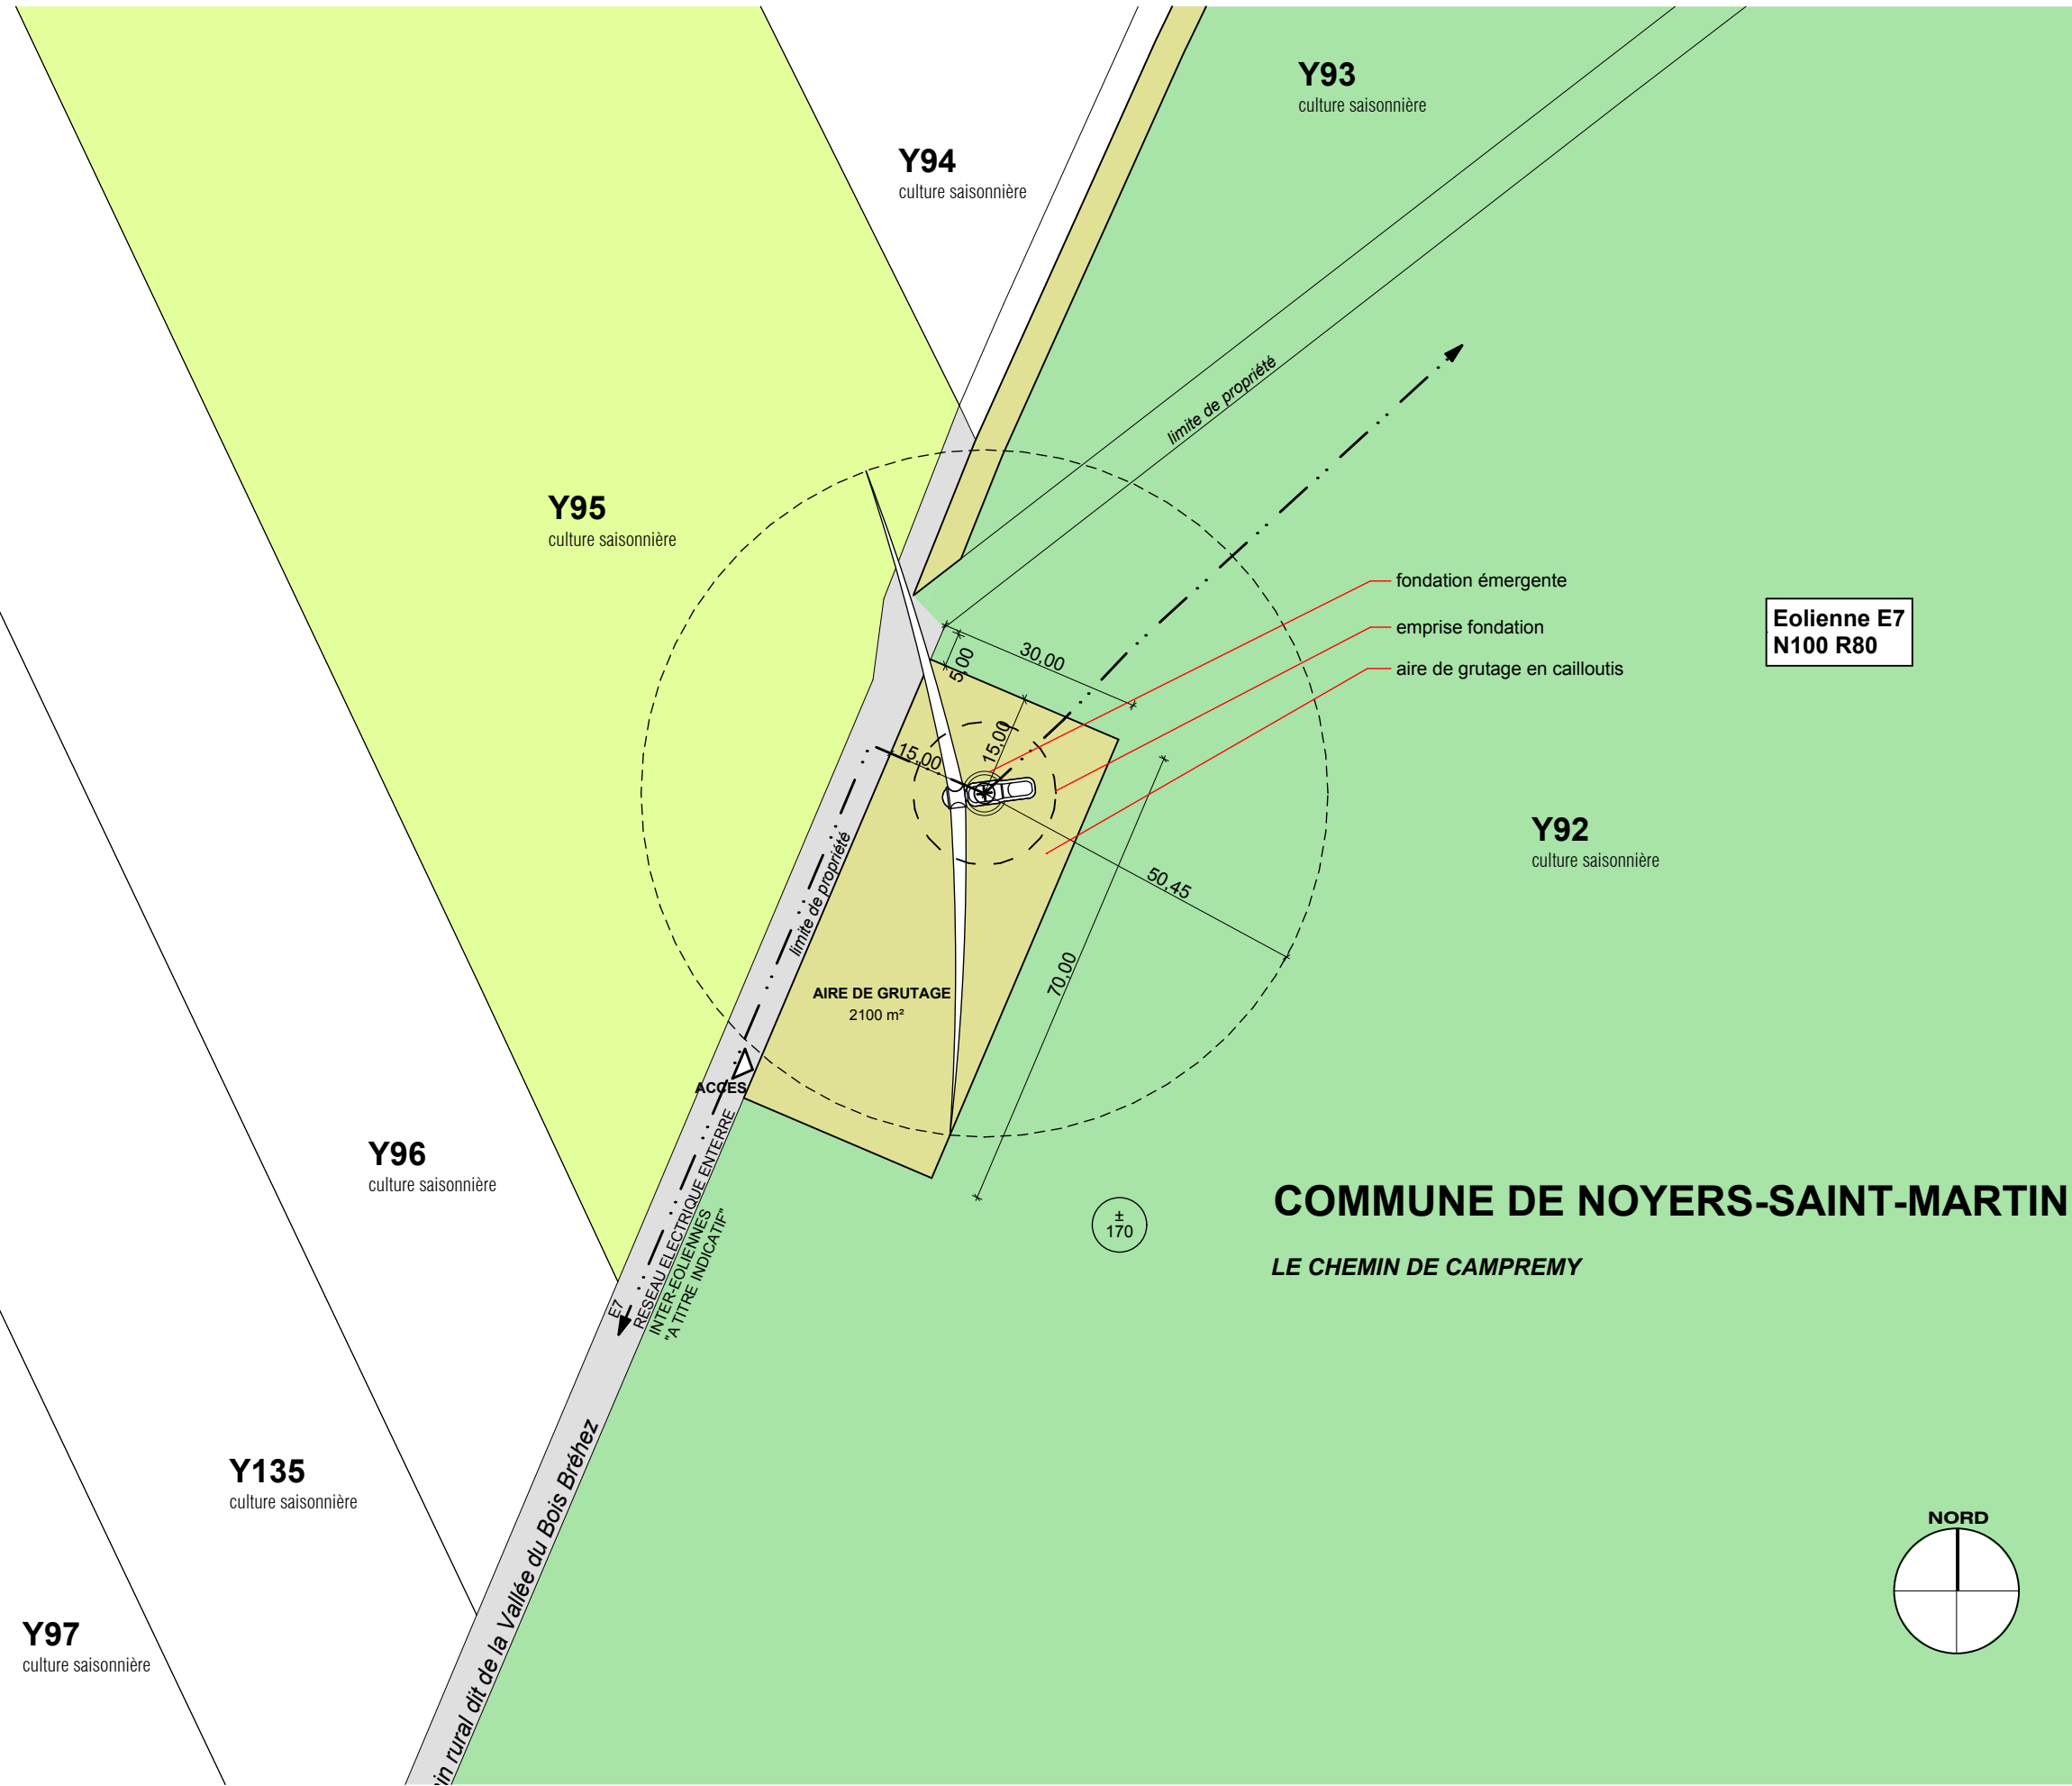 Y93
culture saisonnière
Y94
culture saisonnière
limite de propriété
Y95
culture saisonnière
fondation émergente
emprise fondation
aire de grutage en cailloutis
Eolienne E7
N100 R80
30,00
5,00
15,00
15,00
limite de propriété
Y92
culture saisonnière
50,45
70,00
AIRE DE GRUTAGE
2100 m²
ACCES
Y96
culture saisonnière
E7
RESEAU ELECTRIQUE ENTERRE
INTER-EOLIENNES
"A TITRE INDICATIF"
±
170
COMMUNE DE NOYERS-SAINT-MARTIN
LE CHEMIN DE CAMPREMY
Y135
culture saisonnière
rural dit de la Vallée du Bois Bréhez
NORD
Y97
culture saisonnière